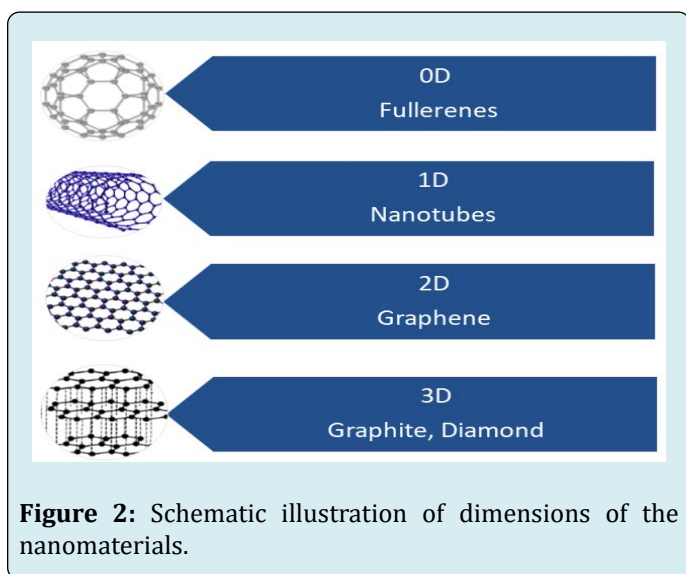 0D
Fullerenes
1D
Nanotubes
2D
Graphene
3D
Graphite, Diamond
Figure 2: Schematic illustration of dimensions of the
nanomaterials.